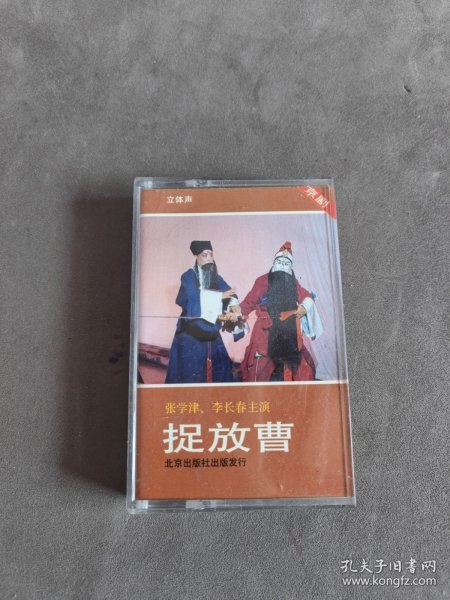 立体声
京剧
张学津、李长春主演
捉放曹
北京出版社出版发行
孔夫子旧书网
www.kongfz.com